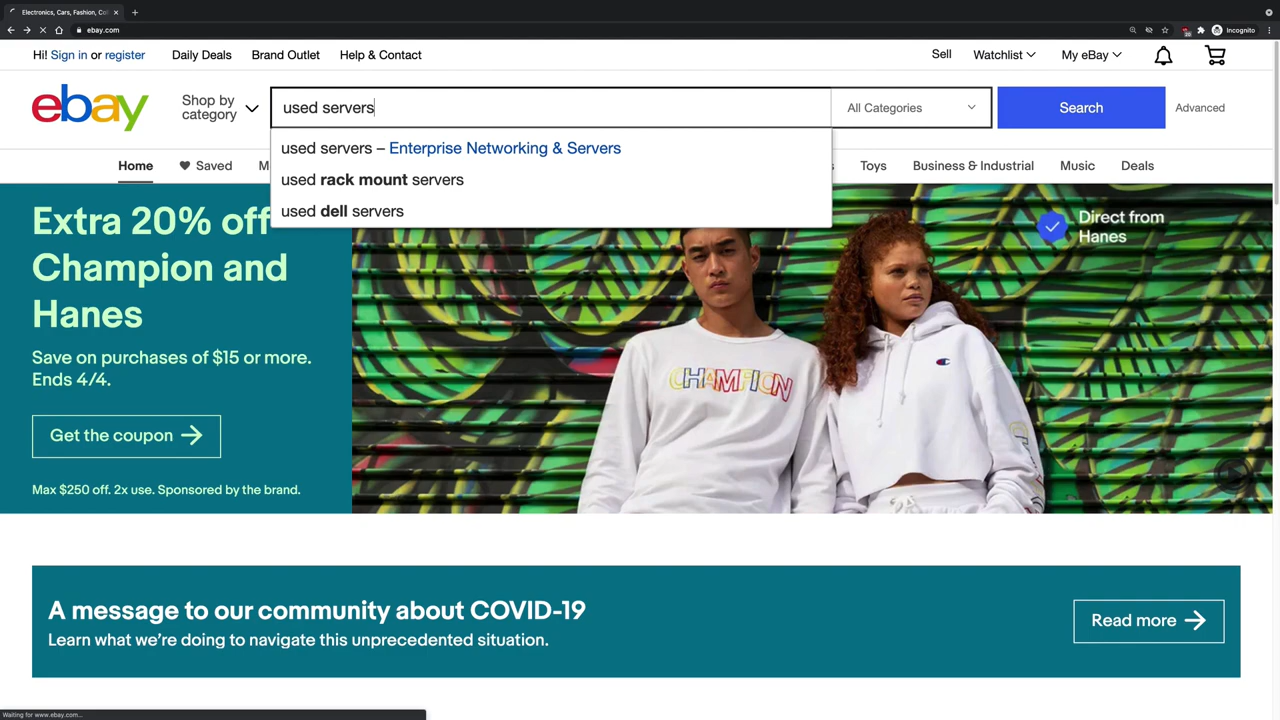 Electronics, Cars, Fashion, Co
ebay.com
Incognito
Hi! Sign in or register
Daily Deals
Brand Outlet
Help & Contact
Sell
Watchlist
My eBay
ebay
Shop by
category
used servers
All Categories
Search
Advanced
used servers – Enterprise Networking & Servers
used rack mount servers
used dell servers
Home
Saved
M
s
Toys
Business & Industrial
Music
Deals
Extra 20% off
Champion and
Hanes
Save on purchases of $15 or more.
Ends 4/4.
Get the coupon
Max $250 off. 2x use. Sponsored by the brand.
Direct from
Hanes
CHAMPION
A message to our community about COVID-19
Learn what we're doing to navigate this unprecedented situation.
Read more
Waiting for www.ebay.com...